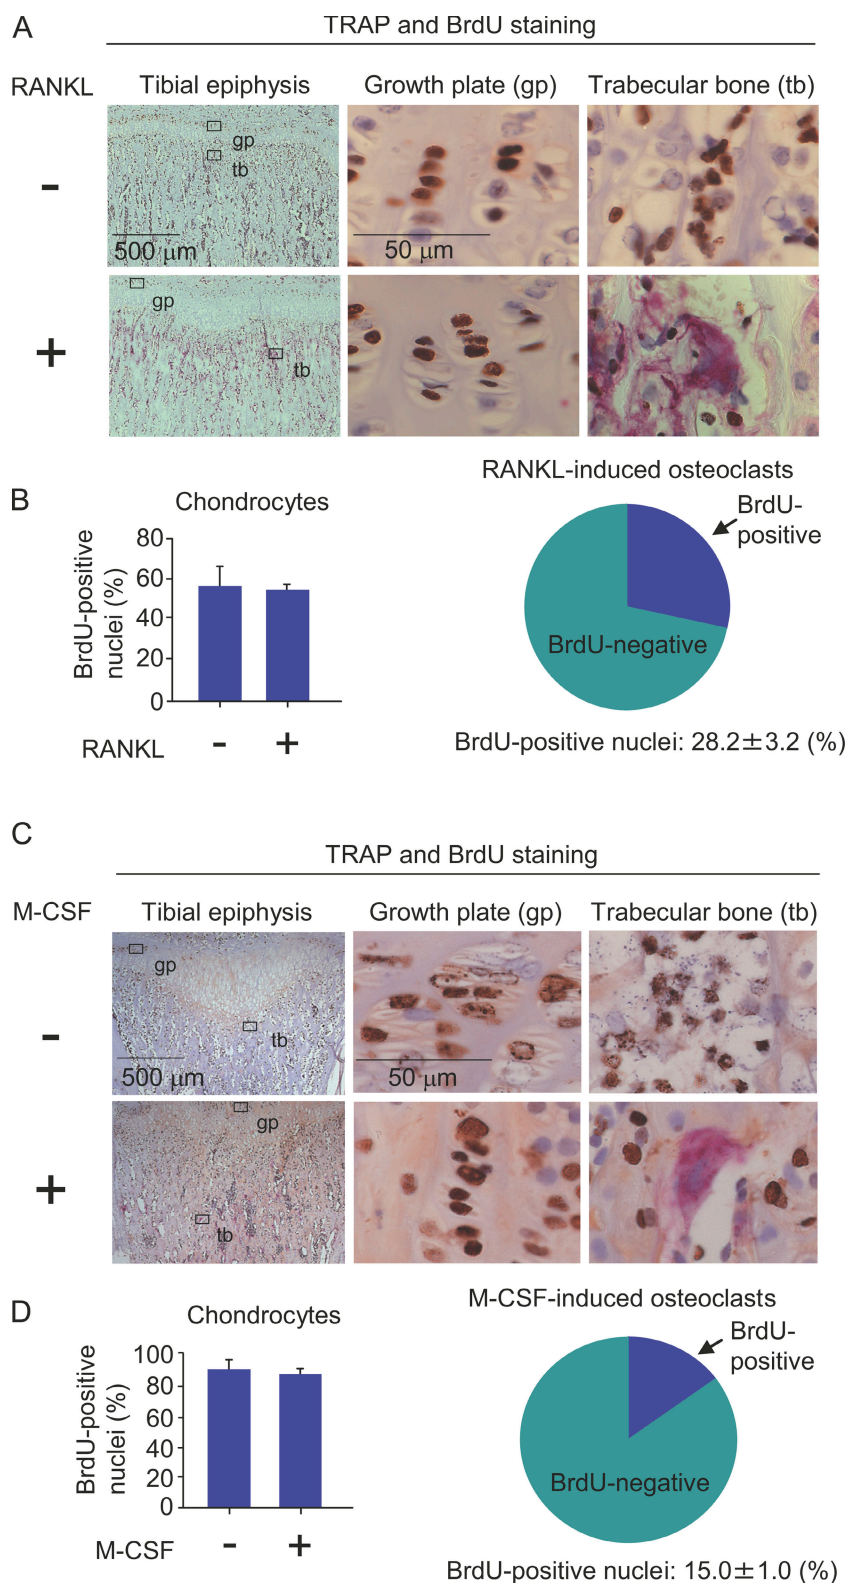 A
TRAP and BrdU staining
RANKL
Tibial epiphysis
Growth plate (gp)
Trabecular bone (tb)
-
gp
tb
500 μm
50 μm
+
gp
tb
B
Chondrocytes
BrdU-positive
nuclei (%)
80
60
40
20
0
RANKL
-
+
RANKL-induced osteoclasts
BrdU-
positive
BrdU-negative
BrdU-positive nuclei: 28.2±3.2 (%)
C
TRAP and BrdU staining
M-CSF
Tibial epiphysis
Growth plate (gp)
Trabecular bone (tb)
-
gp
tb
500 μm
50 μm
+
gp
tb
D
Chondrocytes
BrdU-positive
nuclei (%)
100
80
60
40
20
0
M-CSF
-
+
M-CSF-induced osteoclasts
BrdU-
positive
BrdU-negative
BrdU-positive nuclei: 15.0±1.0 (%)